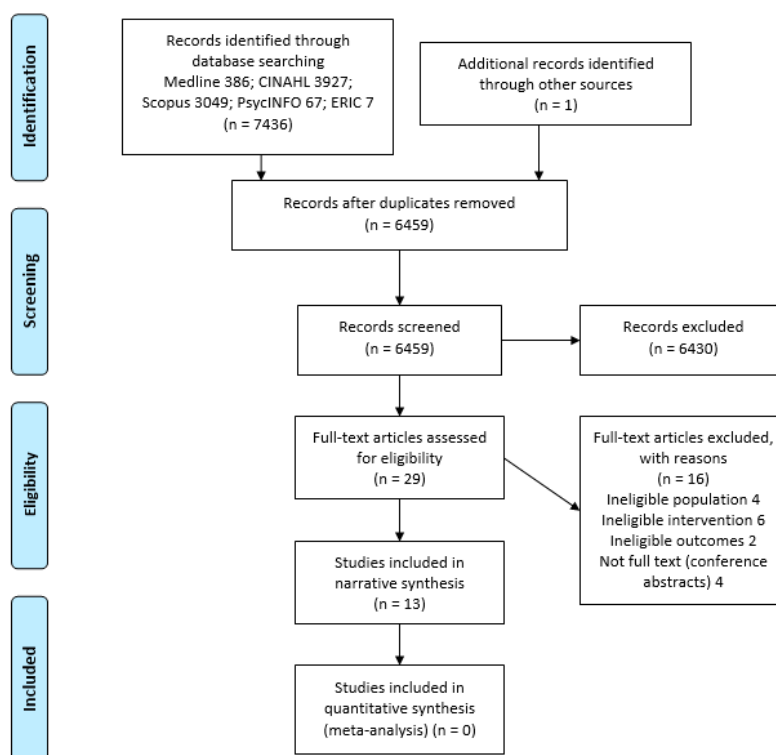 Identification
Records identified through
database searching
Medline 386; CINAHL 3927;
Scopus 3049; PsycINFO 67; ERIC 7
(n = 7436)
Additional records identified
through other sources
(n = 1)
Records after duplicates removed
(n = 6459)
Screening
Records screened
(n = 6459)
Records excluded
(n = 6430)
Eligibility
Full-text articles assessed
for eligibility
(n = 29)
Full-text articles excluded,
with reasons
(n = 16)
Ineligible population 4
Ineligible intervention 6
Ineligible outcomes 2
Not full text (conference
abstracts) 4
Studies included in
narrative synthesis
(n = 13)
Included
Studies included in
quantitative synthesis
(meta-analysis) (n = 0)